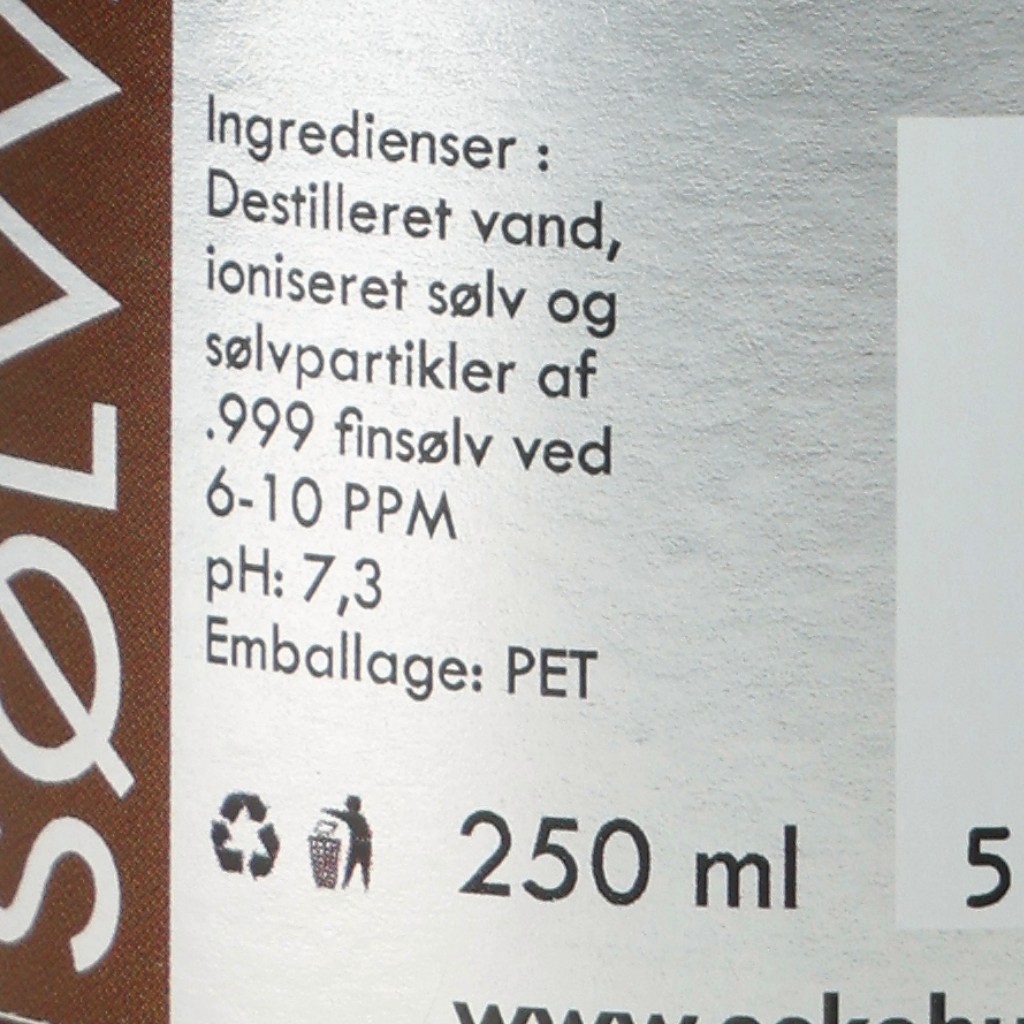 Ingredienser :
Destilleret vand,
ioniseret sølv og
sølvpartikler af
.999 finsølv ved
6-10 PPM
pH: 7,3
Emballage: PET
250 ml
5